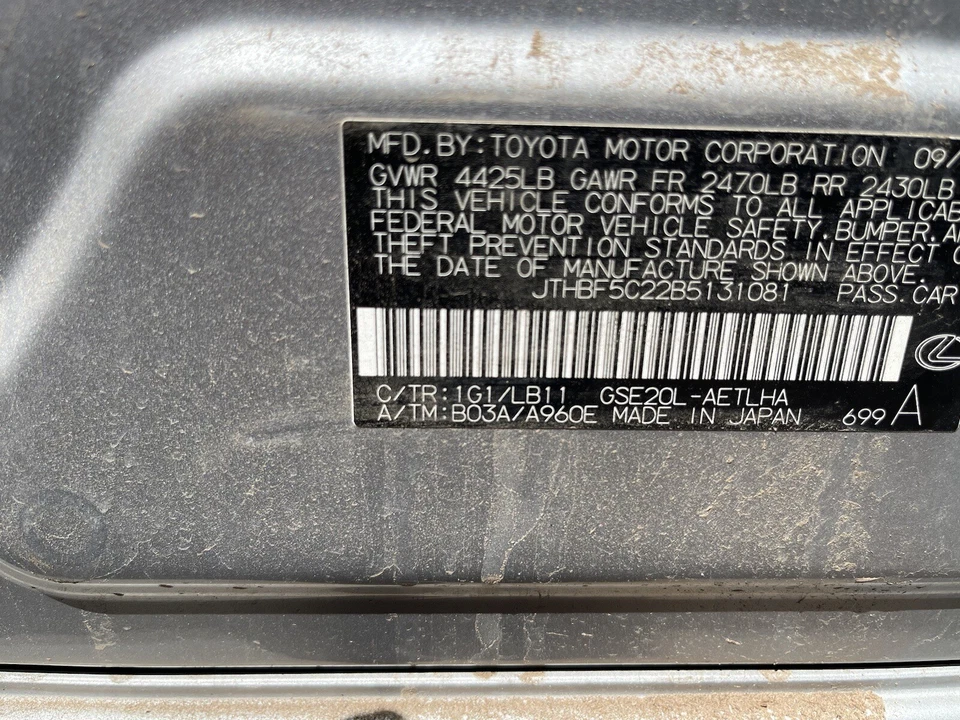 MFD.BY:TOYOTA MOTOR CORPORATION 09/
GVWR 4425LB GAWR FR 2470LB RR 2430LB
THIS VEHICLE CONFORMS TO ALL APPLICAB
FEDERAL MOTOR VEHICLE SAFETY.BUMPER.A
THEFT PREVENTION STANDARDS IN EFFECT O
THE DATE OF MANUFACTURE SHOWN ABOVE.
JTHBF5C22B5131081 PASS.CAR
C/TR:1G1/LB11 GSE20L-AETLHA
A/TM:B03A/A960E MADE IN JAPAN 699 A